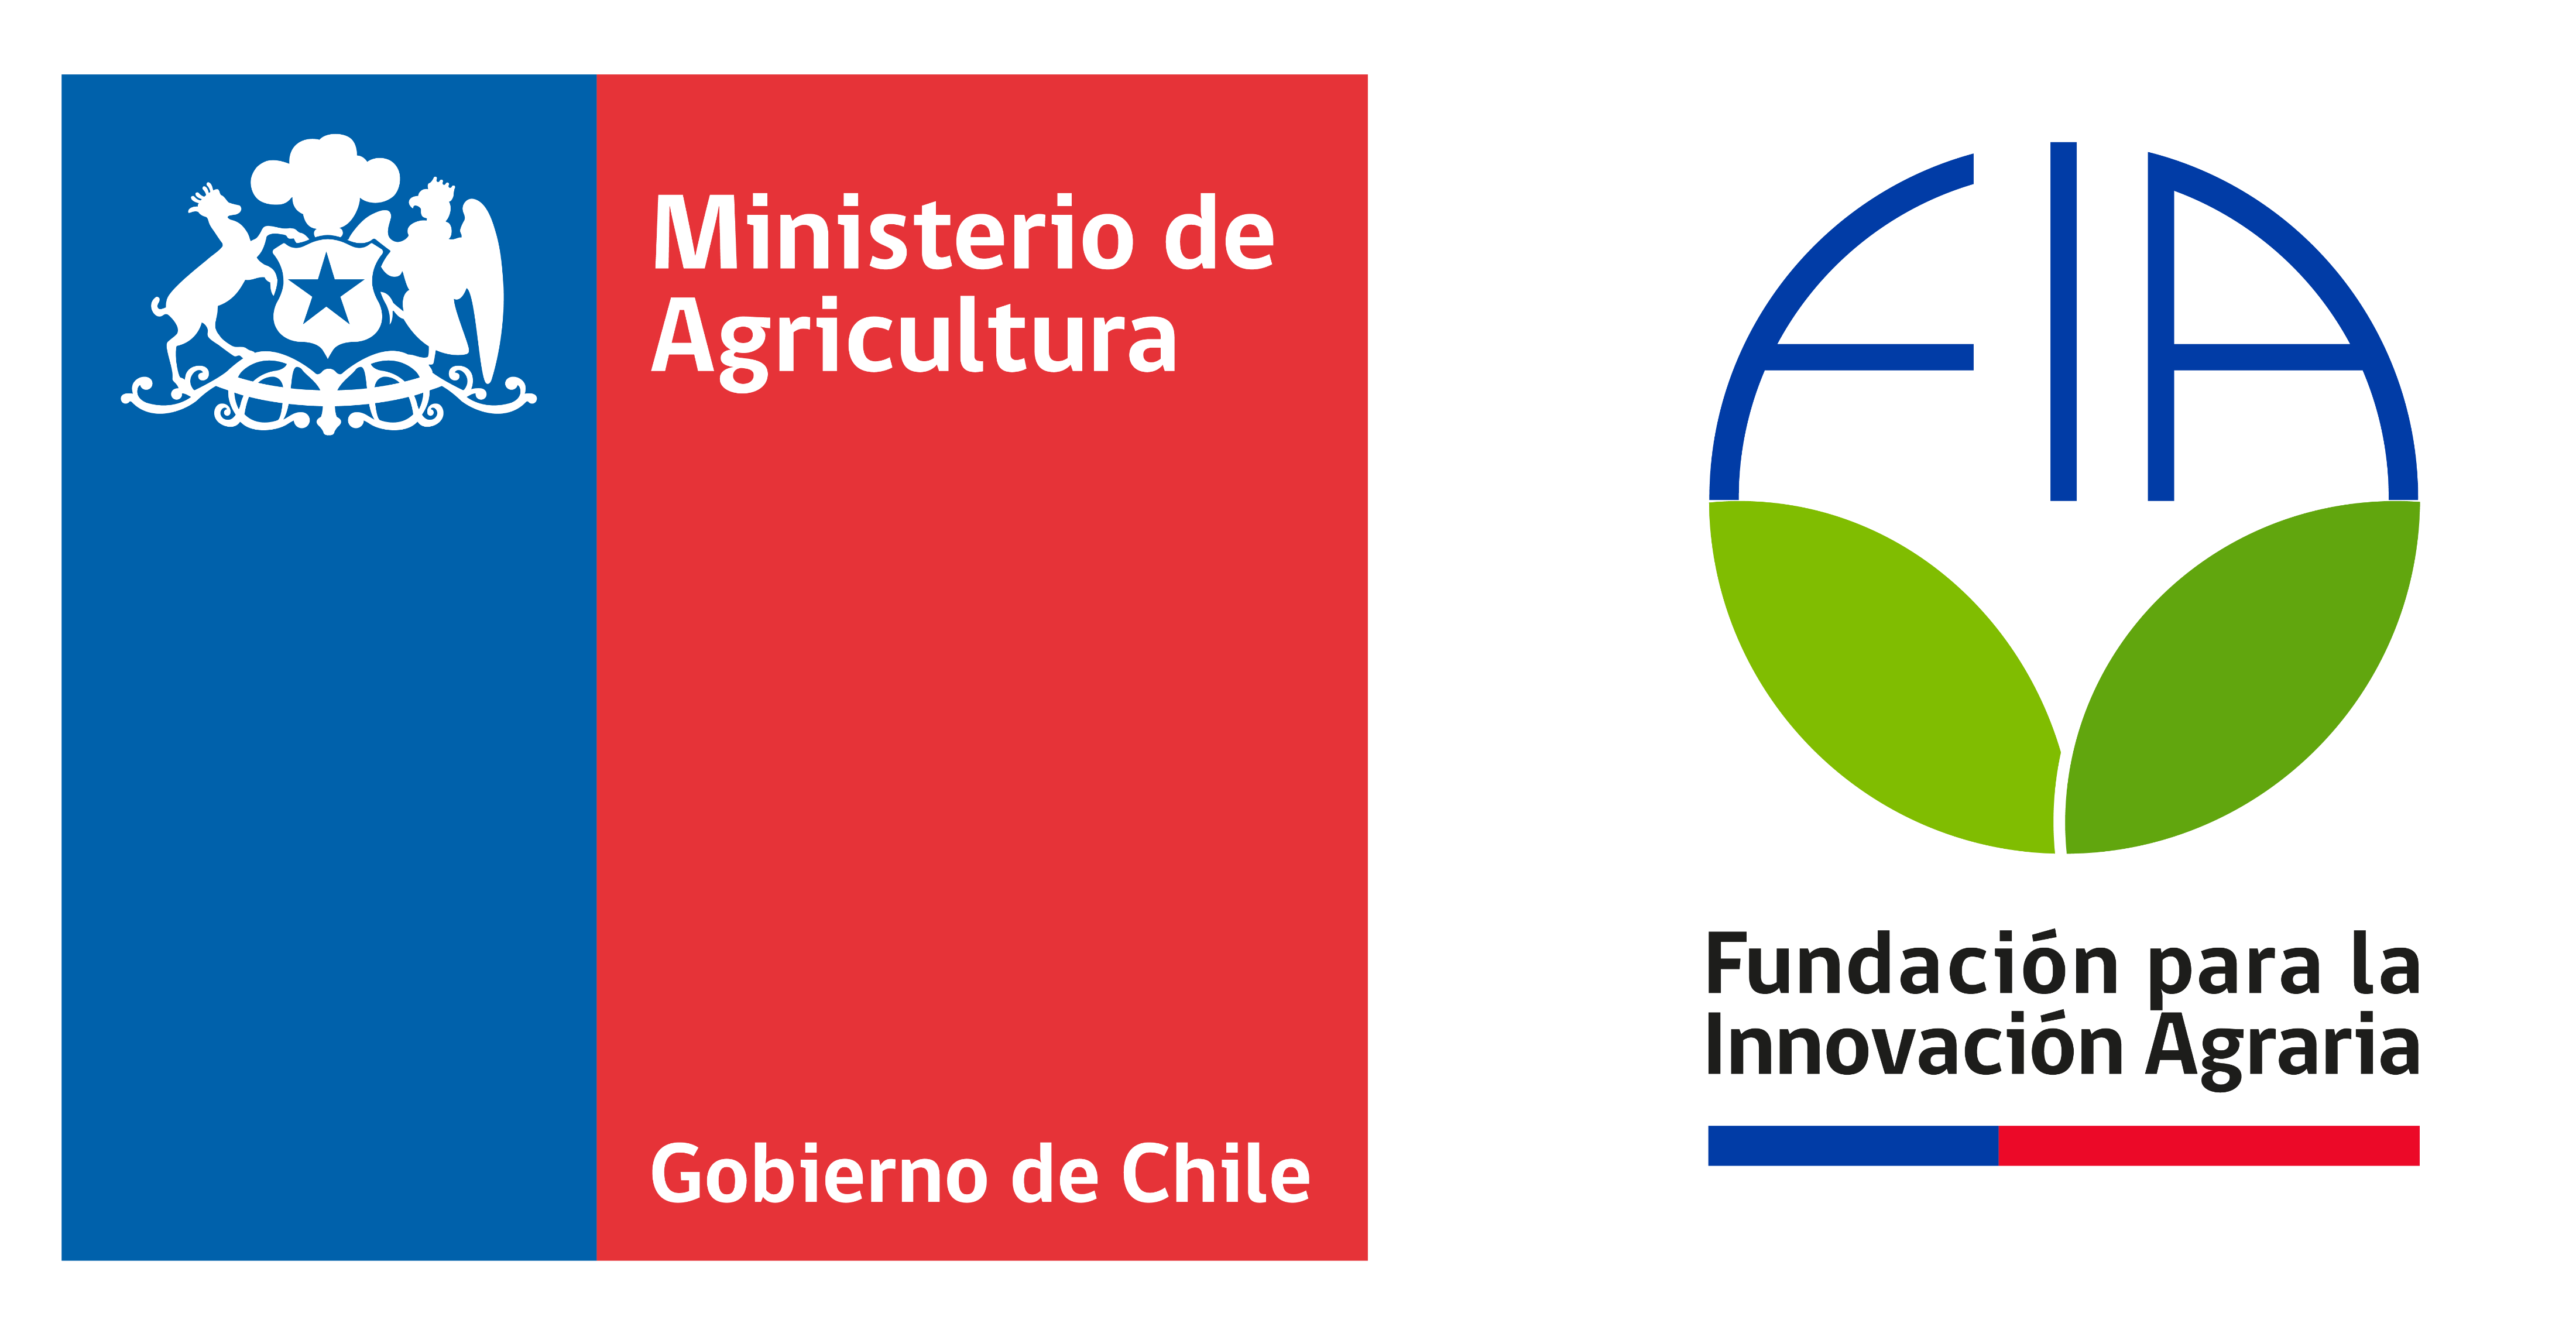 Ministerio de
Agricultura
Gobierno de Chile
FIA
Fundación para la
Innovación Agraria